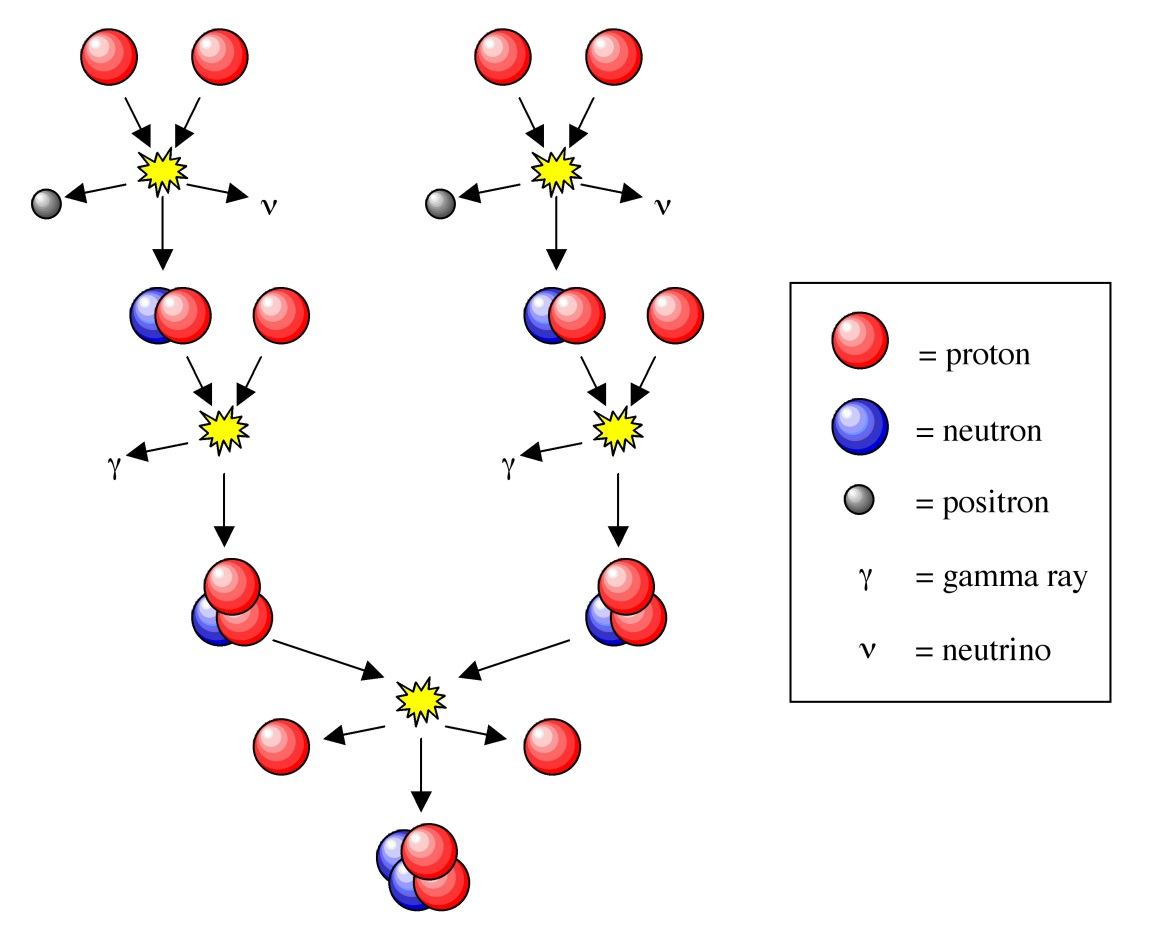 ν
ν
γ
γ
= proton
= neutron
= positron
γ = gamma ray
ν = neutrino